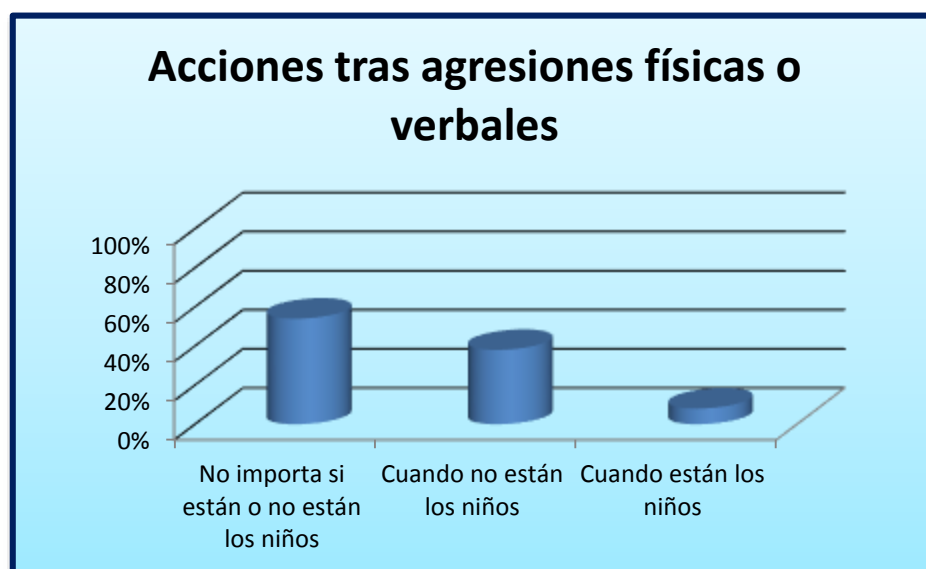 Acciones tras agresiones físicas o
verbales
100%
80%
60%
40%
20%
0%
No importa si
están o no están
los niños
Cuando no están
los niños
Cuando están los
niños